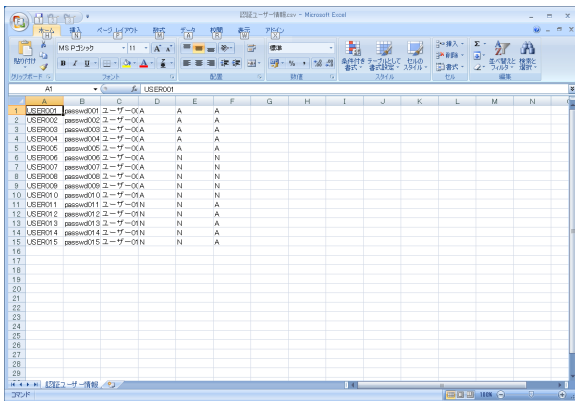 認証ユーザー情報.csv - Microsoft Excel
ホーム 挿入 ページ レイアウト 数式 データ 校閲 表示 アドイン
H N P M A R W X
MS Pゴシック 11 A A 標準
貼り付け B I U 条件付き書式 テーブルとして書式設定 セルのスタイル 挿入 削除 書式 並べ替えとフィルタ 検索と選択
クリップボード フォント 配置 数値 スタイル セル 編集
A1 fx USER001
A B C D E F G H I J K L M N
1 USER001 passwd001 ユーザー00 A A A
2 USER002 passwd002 ユーザー00 A A A
3 USER003 passwd003 ユーザー00 A A A
4 USER004 passwd004 ユーザー00 A A A
5 USER005 passwd005 ユーザー00 A A A
6 USER006 passwd006 ユーザー00 A N N
7 USER007 passwd007 ユーザー00 A N N
8 USER008 passwd008 ユーザー00 A N N
9 USER009 passwd009 ユーザー00 A N N
10 USER010 passwd010 ユーザー01 N N N
11 USER011 passwd011 ユーザー01 N N A
12 USER012 passwd012 ユーザー01 N N A
13 USER013 passwd013 ユーザー01 N N A
14 USER014 passwd014 ユーザー01 N N A
15 USER015 passwd015 ユーザー01 N N A
16
17
18
19
20
21
22
23
24
25
26
27
28
29
認証ユーザー情報
コマンド 100%